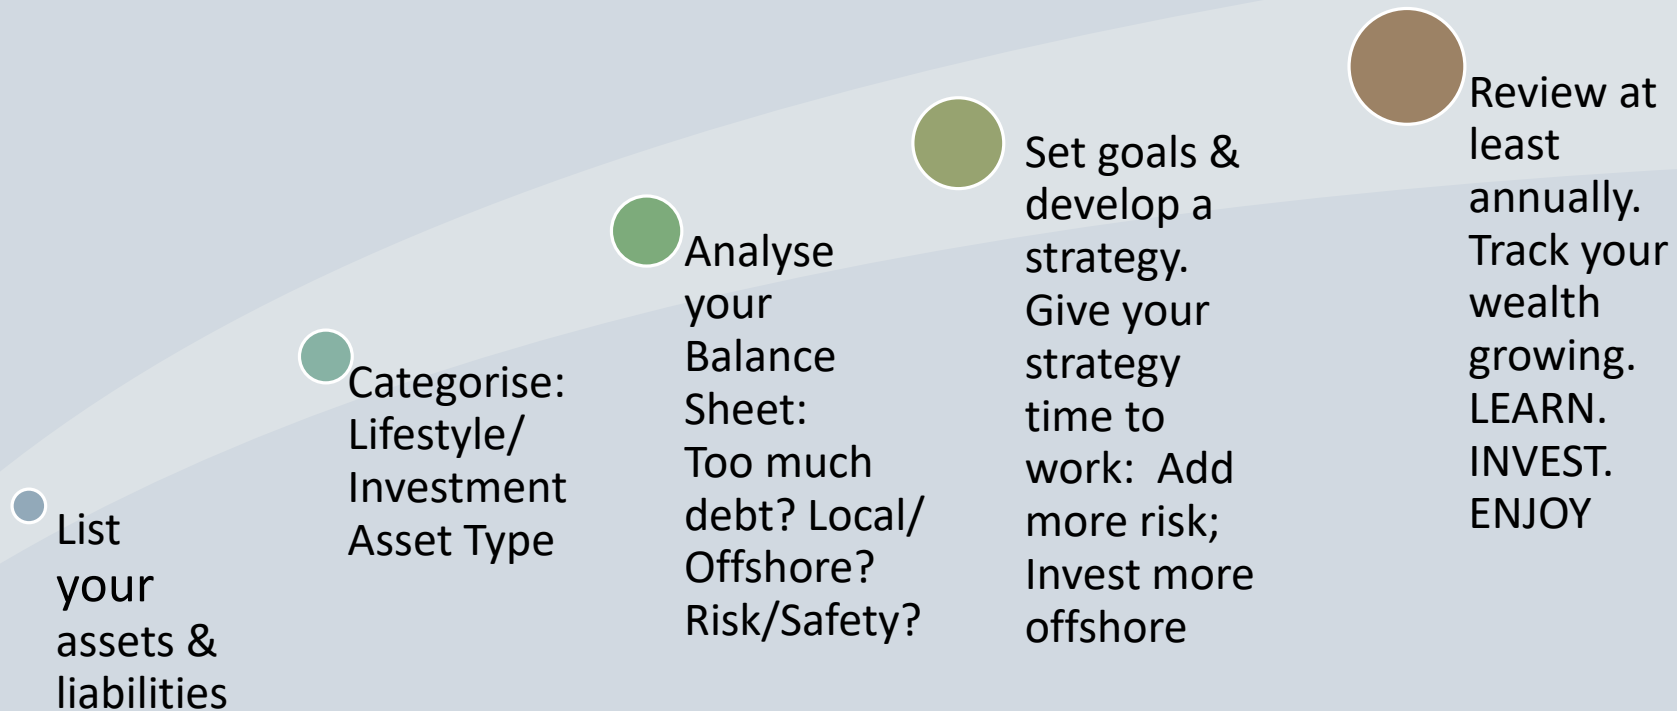 List
your
assets &
liabilities
Categorise:
Lifestyle/
Investment
Asset Type
Analyse
your
Balance
Sheet:
Too much
debt? Local/
Offshore?
Risk/Safety?
Set goals &
develop a
strategy.
Give your
strategy
time to
work:  Add
more risk;
Invest more
offshore
Review at
least
annually.
Track your
wealth
growing.
LEARN.
INVEST.
ENJOY